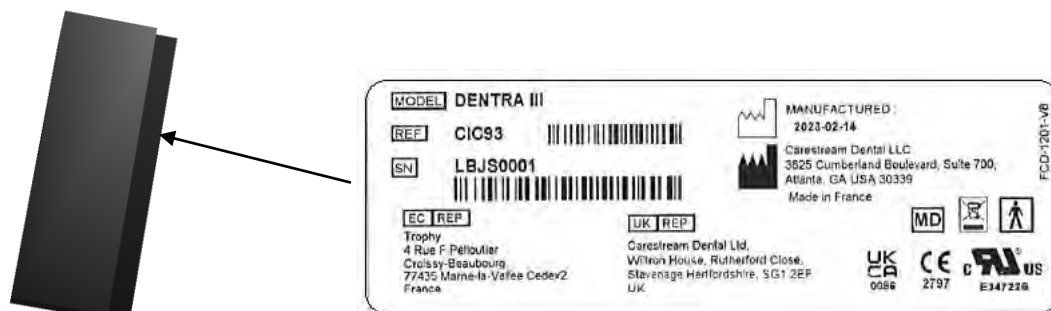 MODEL DENTRA III
REF CIC93
SN LBJS0001
MANUFACTURED :
2023-02-14
Carestream Dental LLC
3625 Cumberland Boulevard, Suite 700,
Atlanta, GA USA 30339
Made in France
FCD-1201-V8
EC REP
Trophy
4 Rue F Pelloutier
Croissy-Beaubourg
77435 Marne-la-Vallee Cedex2
France
UK REP
Carestream Dental Ltd,
Wilton House, Rutherford Close,
Stevenage Hertfordshire, SG1 2EF
UK
MD
UK
CA
0086
CE
2797
c RU US
E347226